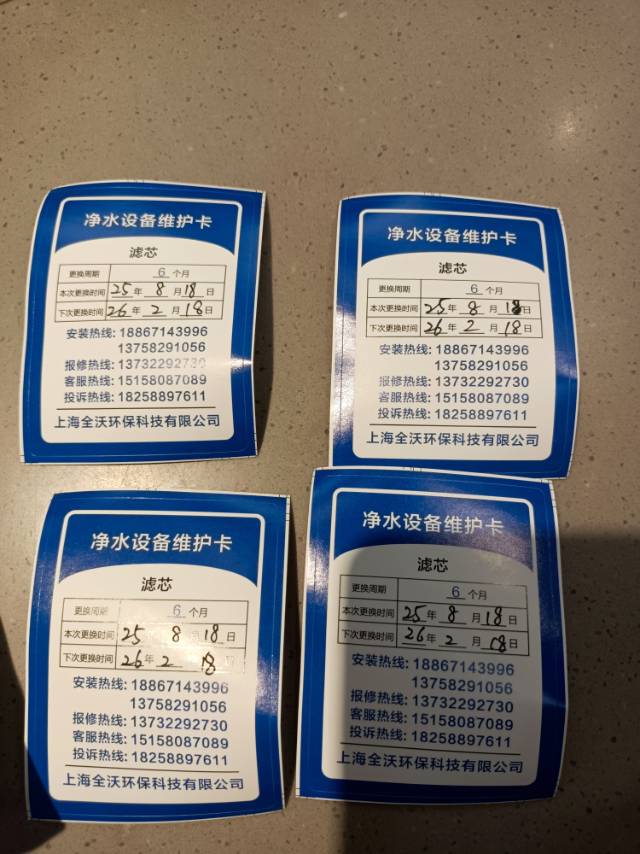 净水设备维护卡
滤芯
更换周期 6 个月
本次更换时间 25 年 8 月 18 日
下次更换时间 26 年 2 月 18 日
安装热线: 18867143996
13758291056
报修热线: 13732292730
客服热线: 15158087089
投诉热线: 18258897611
上海全沃环保科技有限公司
净水设备维护卡
滤芯
更换周期 6 个月
本次更换时间 25 年 8 月 18 日
下次更换时间 26 年 2 月 18 日
安装热线: 18867143996
13758291056
报修热线: 13732292730
客服热线: 15158087089
投诉热线: 18258897611
上海全沃环保科技有限公司
净水设备维护卡
滤芯
更换周期 6 个月
本次更换时间 25 8 18 日
下次更换时间 26 年 2 18
安装热线: 18867143996
13758291056
报修热线: 13732292730
客服热线: 15158087089
投诉热线: 18258897611
上海全沃环保科技有限公司
净水设备维护卡
滤芯
更换周期 6 个月
本次更换时间 25 年 8 月 18 日
下次更换时间 26 年 2 月 18 日
安装热线: 18867143996
13758291056
报修热线: 13732292730
客服热线: 15158087089
投诉热线: 18258897611
上海全沃环保科技有限公司